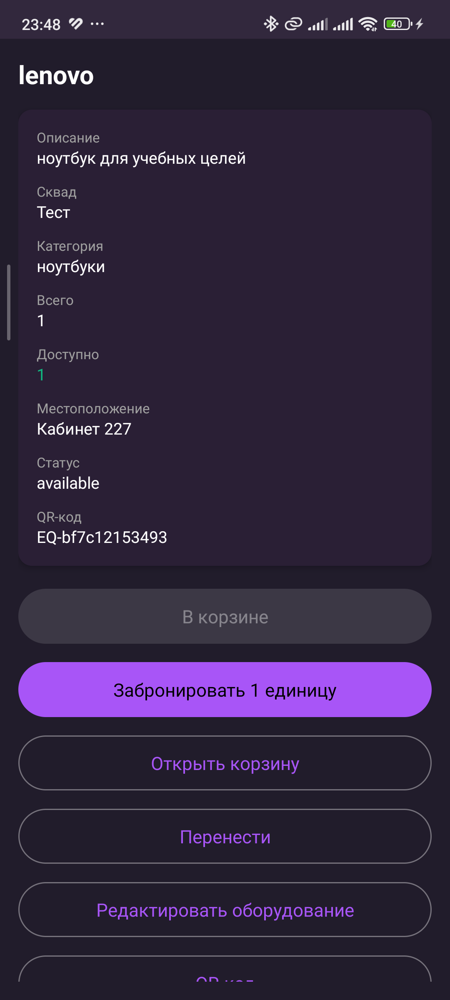 23:48
40
lenovo
Описание
ноутбук для учебных целей
Сквад
Тест
Категория
ноутбуки
Всего
1
Доступно
1
Местоположение
Кабинет 227
Статус
available
QR-код
EQ-bf7c12153493
В корзине
Забронировать 1 единицу
Открыть корзину
Перенести
Редактировать оборудование